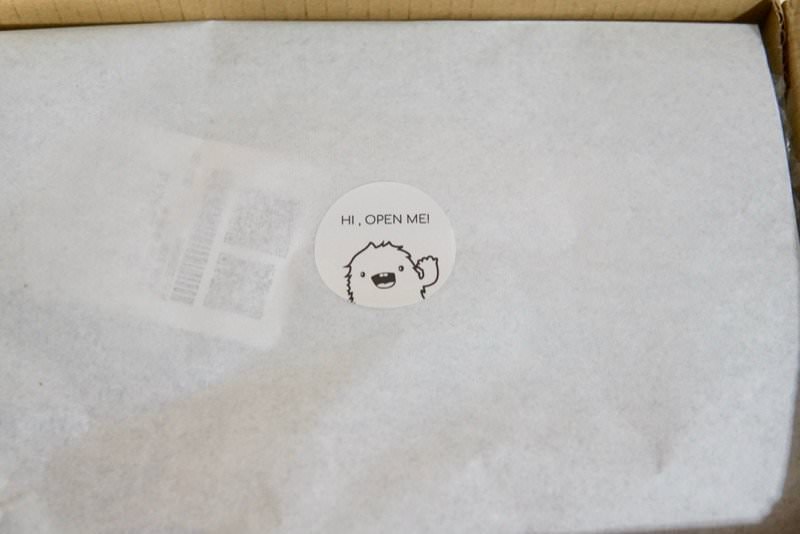 HI , OPEN ME!